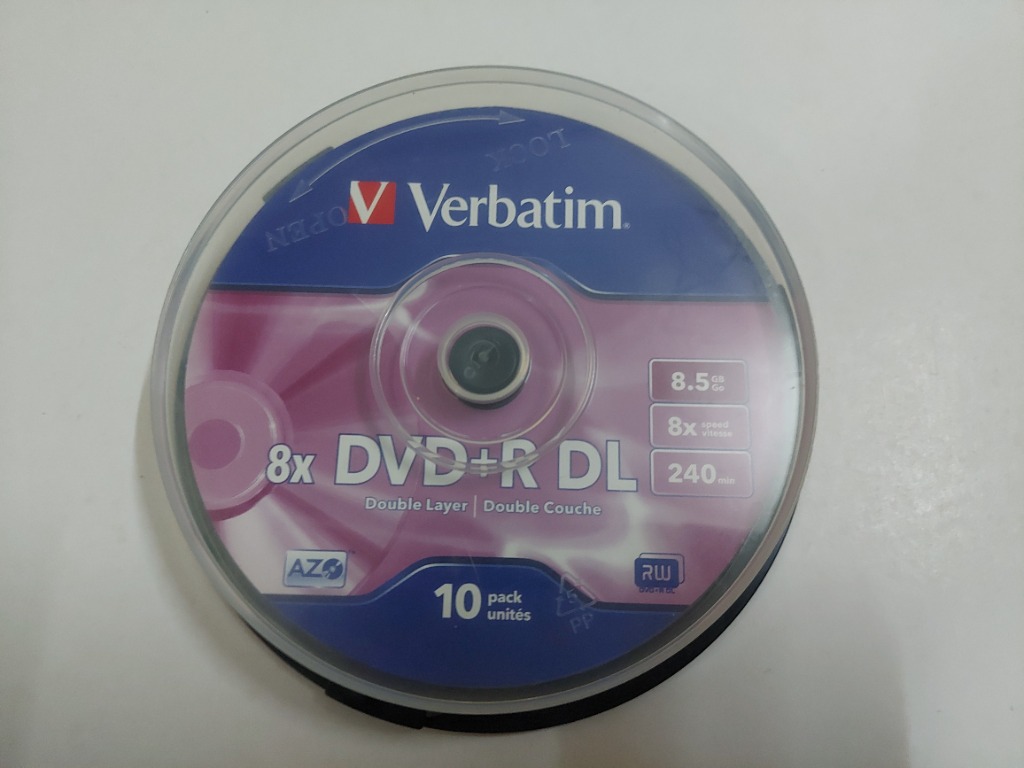 LOCK
OPEN
V Verbatim
8.5 GB Go
8x speed vitesse
240 min
8x DVD+R DL
Double Layer | Double Couche
AZO
RW
DVD+R DL
10 pack unités
5
PP